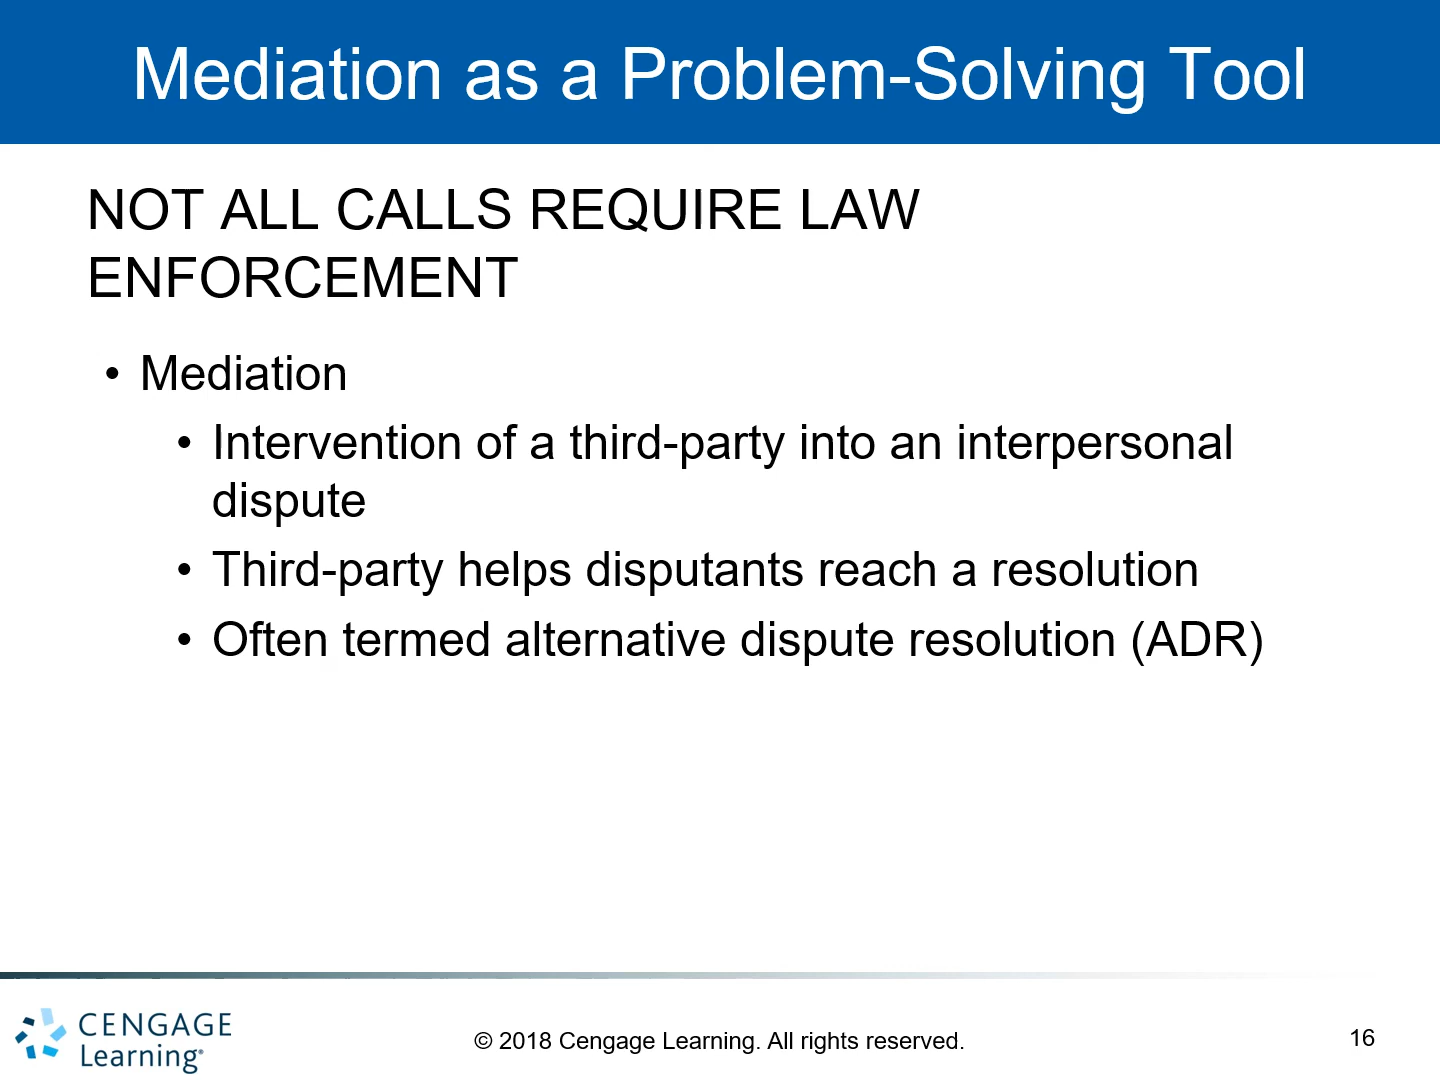 Mediation as a Problem-Solving Tool
NOT ALL CALLS REQUIRE LAW
ENFORCEMENT
• Mediation
• Intervention of a third-party into an interpersonal
dispute
• Third-party helps disputants reach a resolution
• Often termed alternative dispute resolution (ADR)
CENGAGE
Learning®
© 2018 Cengage Learning. All rights reserved.
16